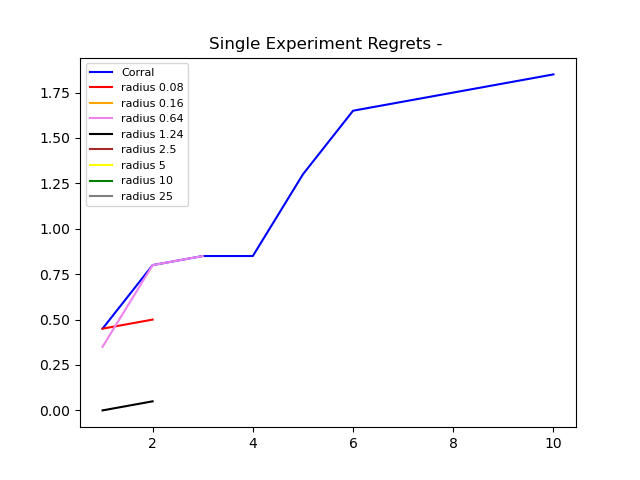 Single Experiment Regrets -
Corral
radius 0.08
radius 0.16
radius 0.64
radius 1.24
radius 2.5
radius 5
radius 10
radius 25
1.75
1.50
1.25
1.00
0.75
0.50
0.25
0.00
2 4 6 8 10